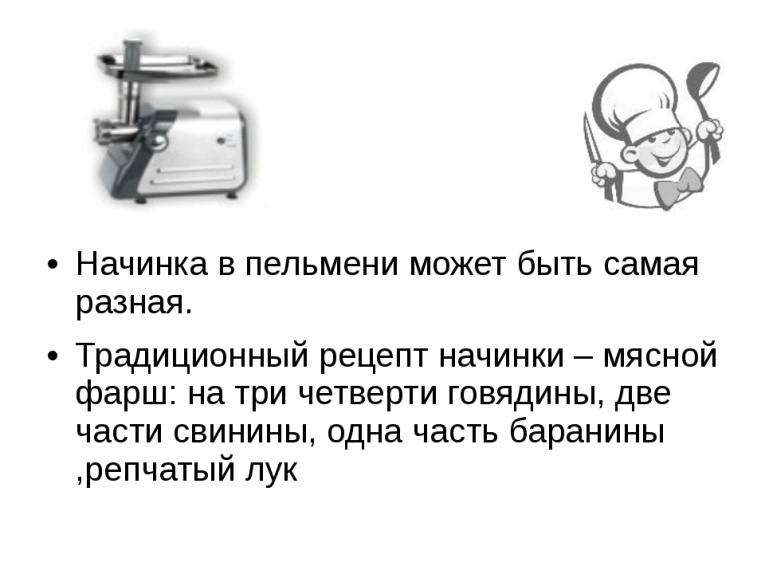 • Начинка в пельмени может быть самая
разная.
• Традиционный рецепт начинки – мясной
фарш: на три четверти говядины, две
части свинины, одна часть баранины
,репчатый лук